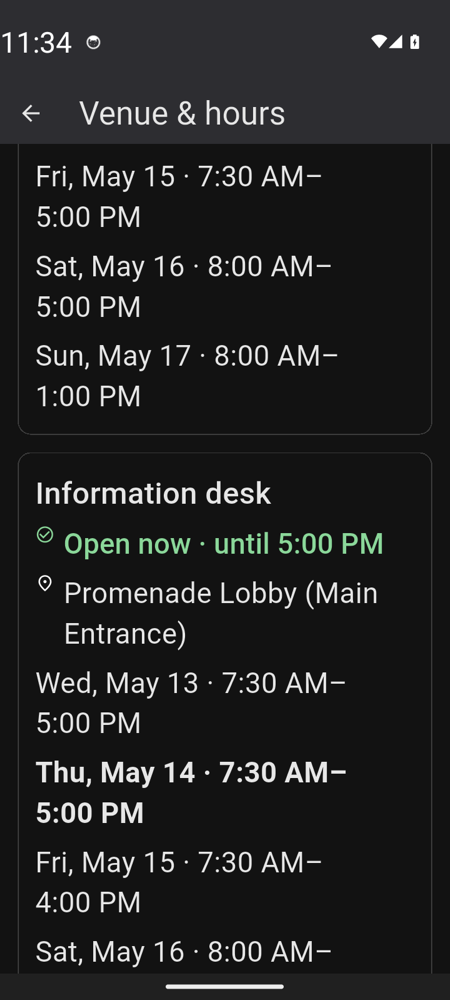 11:34
Venue & hours
Fri, May 15 · 7:30 AM–
5:00 PM
Sat, May 16 · 8:00 AM–
5:00 PM
Sun, May 17 · 8:00 AM–
1:00 PM
Information desk
Open now · until 5:00 PM
Promenade Lobby (Main
Entrance)
Wed, May 13 · 7:30 AM–
5:00 PM
Thu, May 14 · 7:30 AM–
5:00 PM
Fri, May 15 · 7:30 AM–
4:00 PM
Sat, May 16 · 8:00 AM–